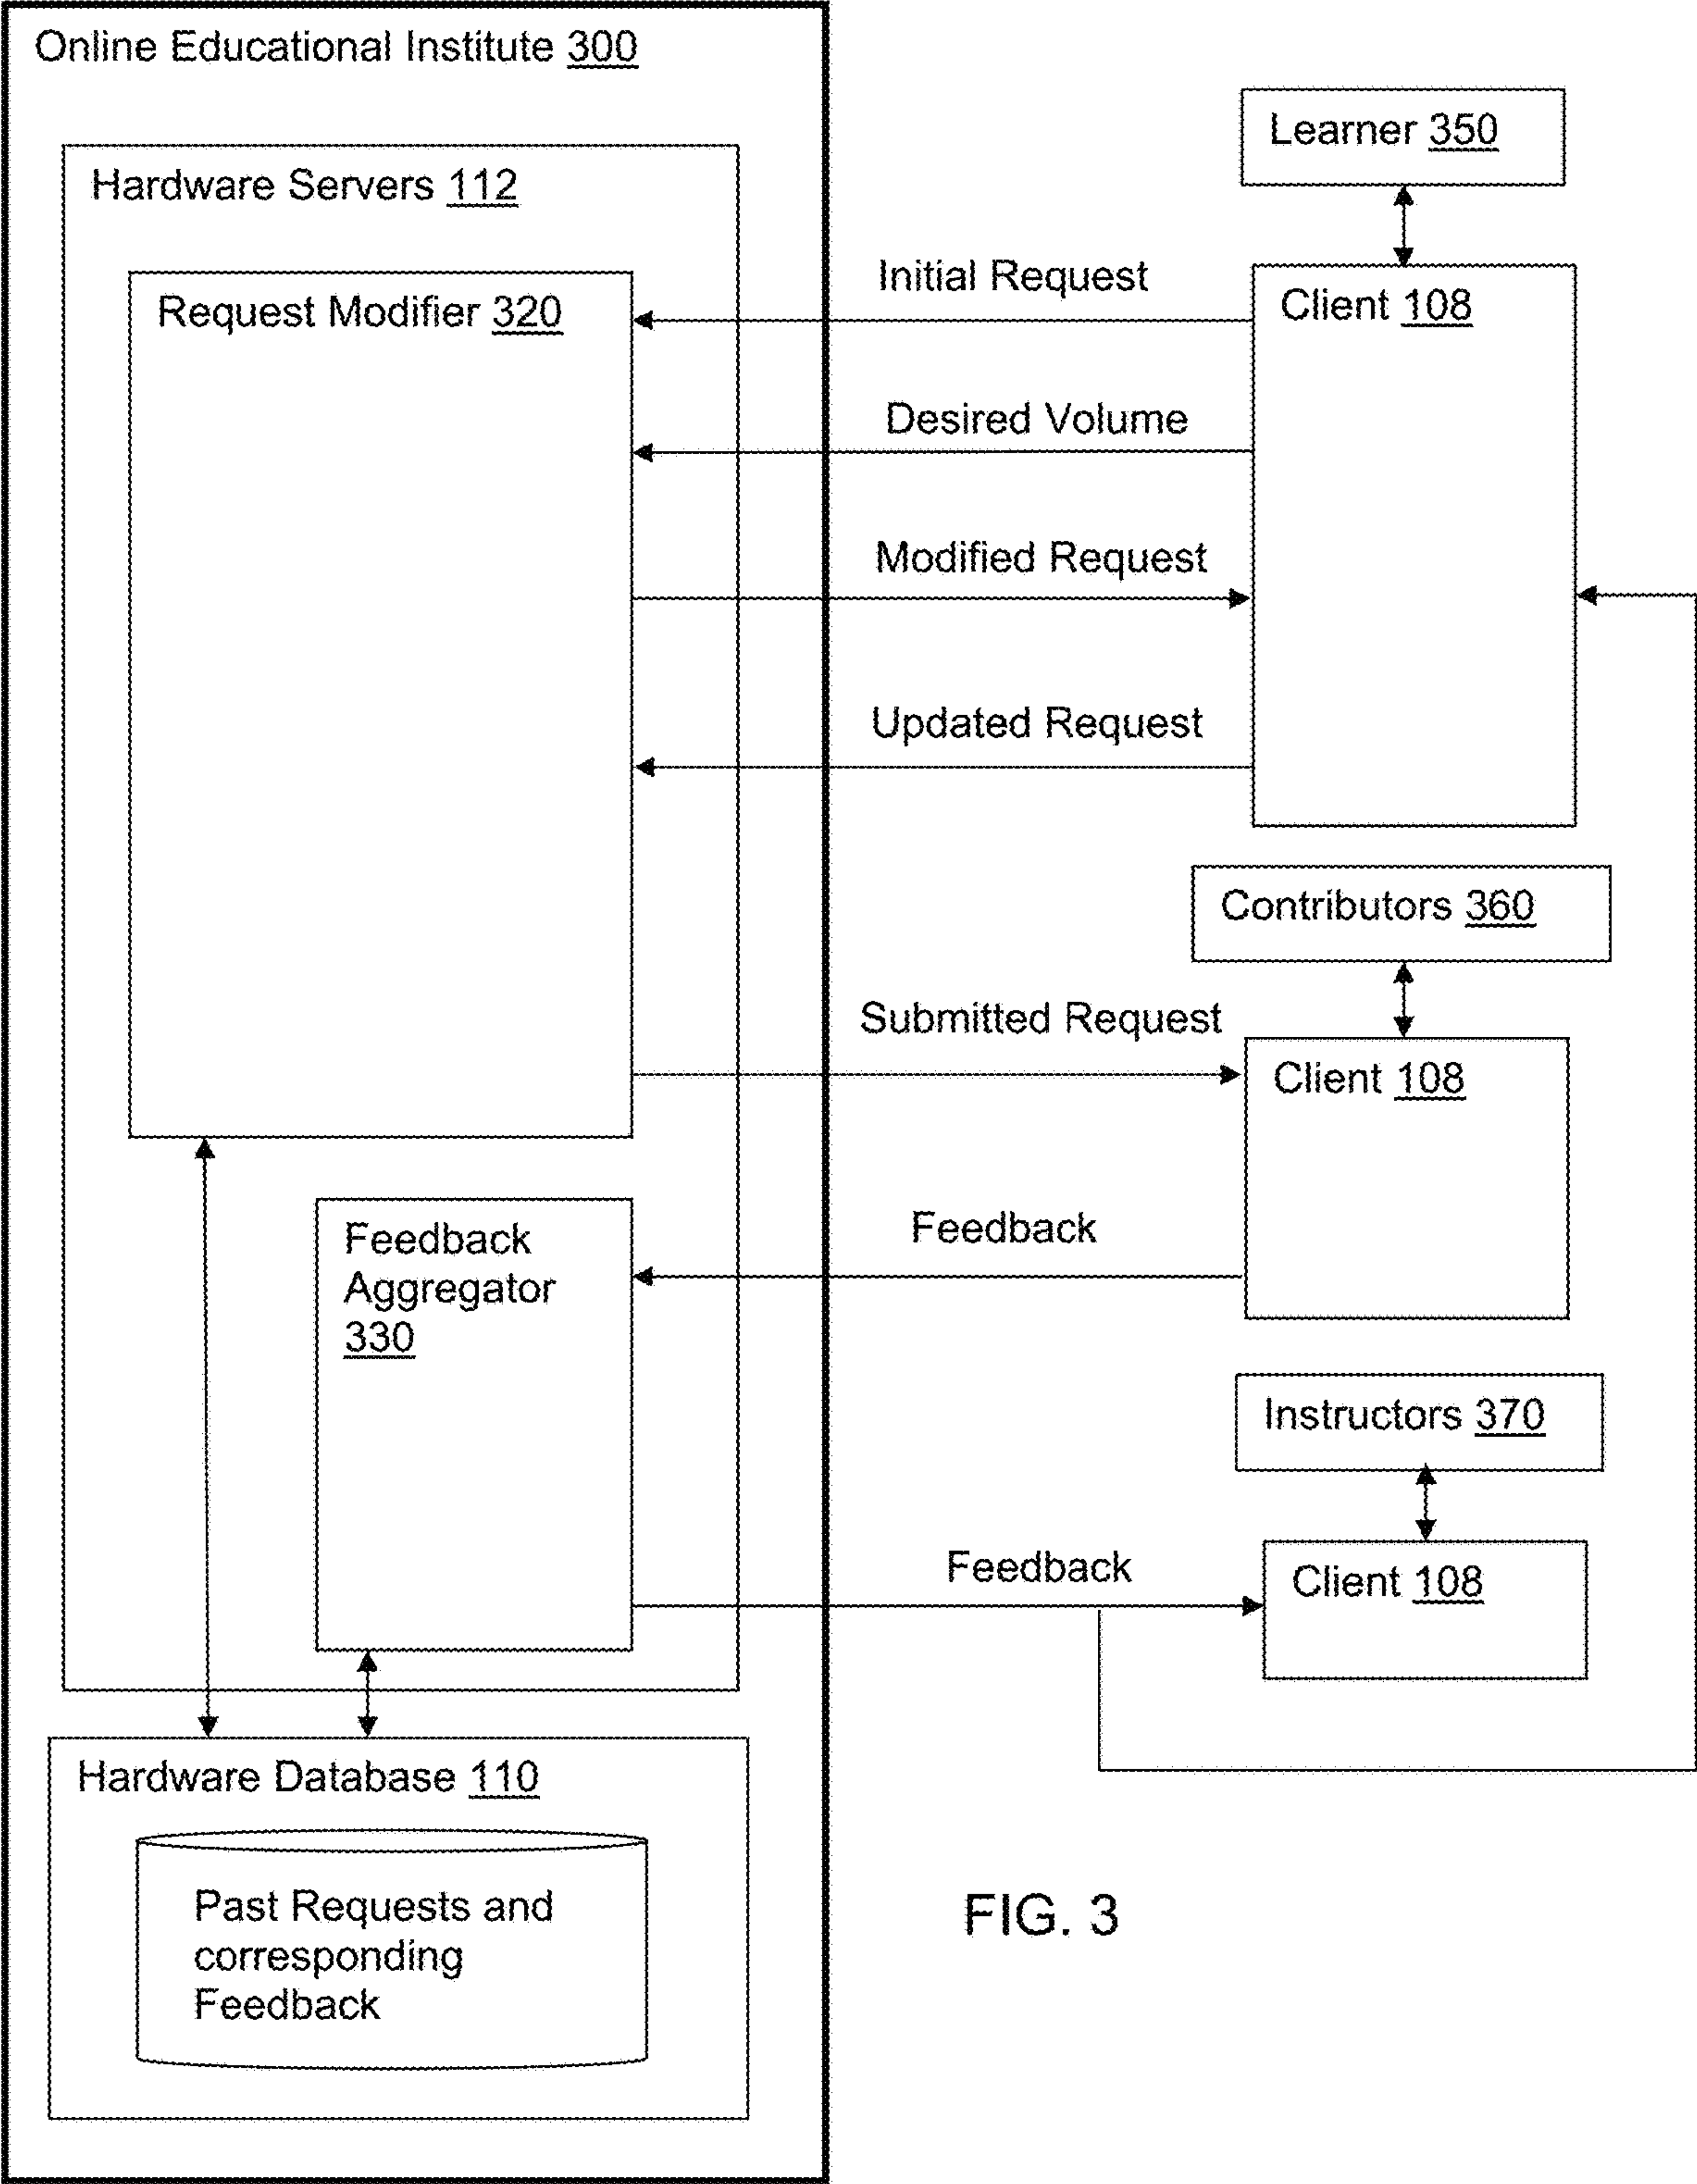 Online Educational Institute 300
Hardware Servers 112
Request Modifier 320
Learner 350
Client 108
Initial Request
Desired Volume
Modified Request
Updated Request
Contributors 360
Submitted Request
Client 108
Feedback
Aggregator
330
Feedback
Instructors 370
Feedback
Client 108
Hardware Database 110
Past Requests and
corresponding
Feedback
FIG. 3